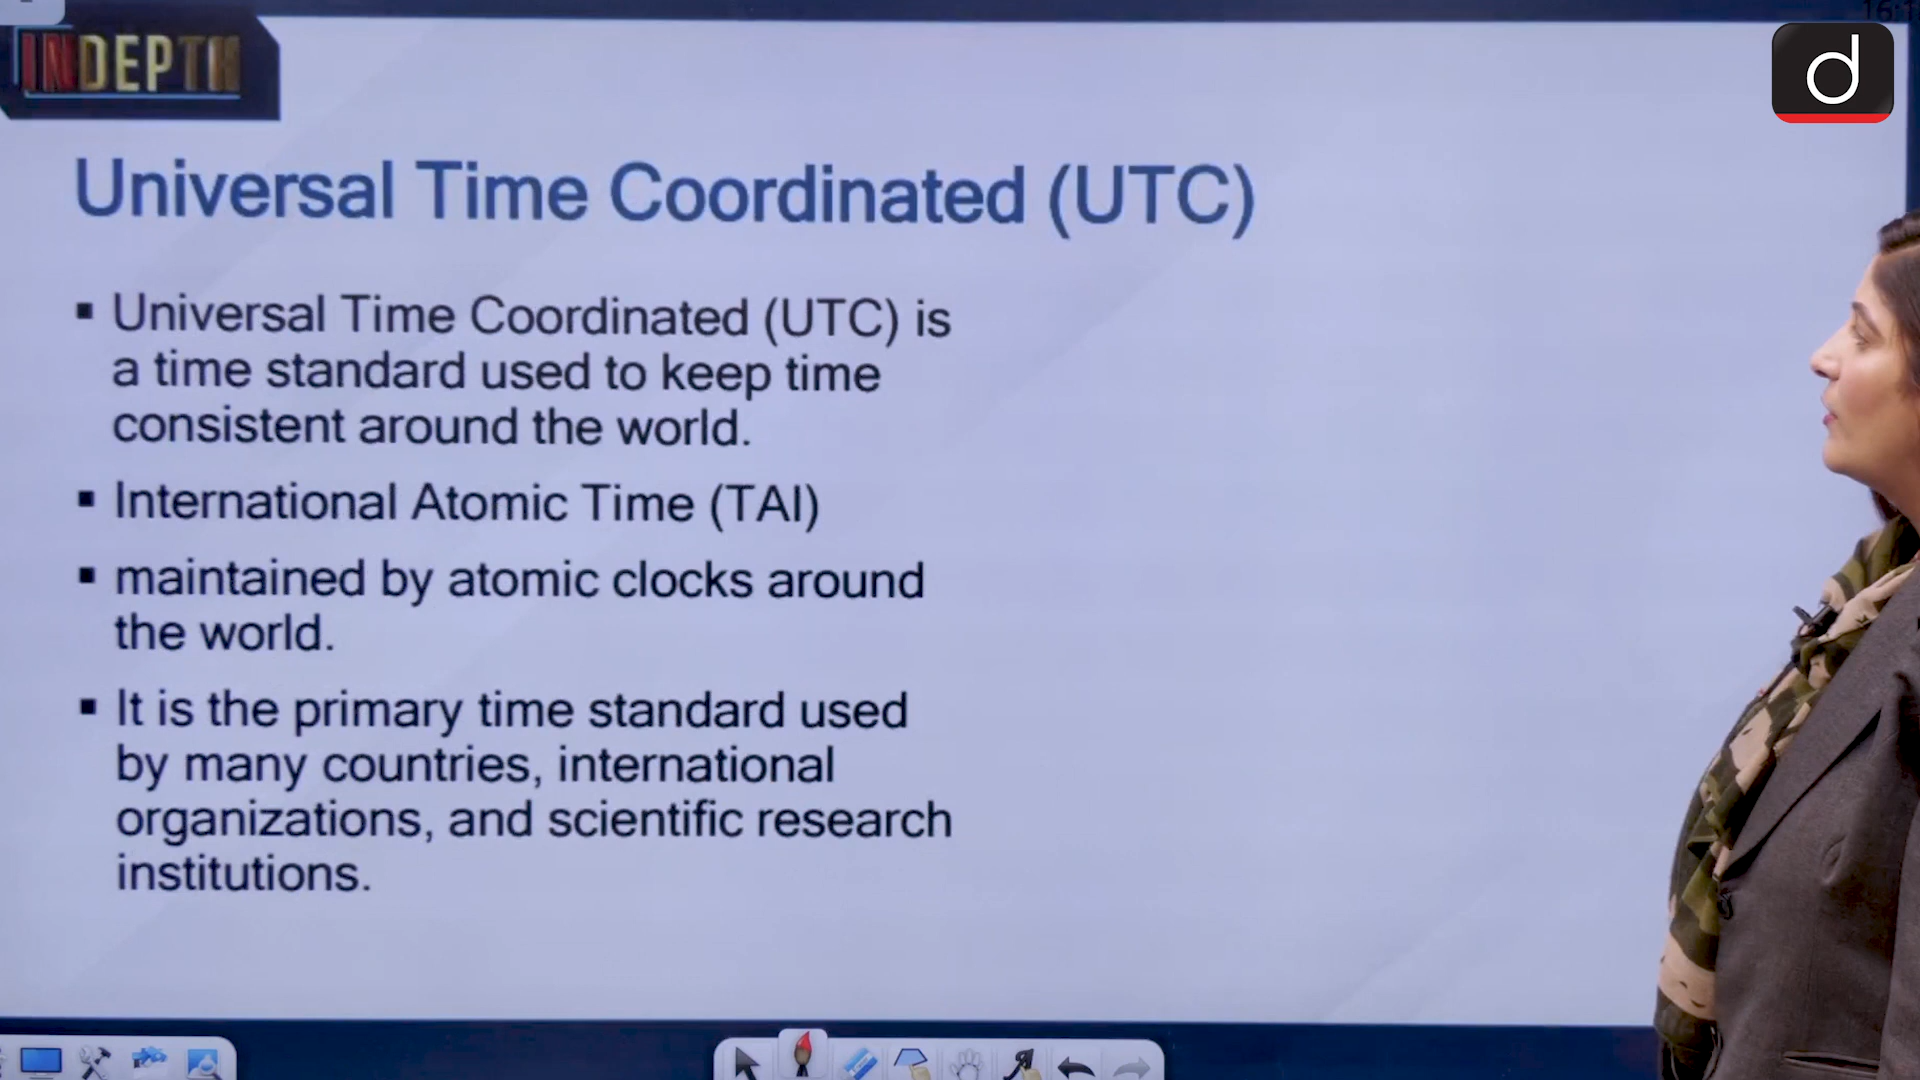 16:1
INDEPTH
d
Universal Time Coordinated (UTC)
▪ Universal Time Coordinated (UTC) is
a time standard used to keep time
consistent around the world.
▪ International Atomic Time (TAI)
▪ maintained by atomic clocks around
the world.
▪ It is the primary time standard used
by many countries, international
organizations, and scientific research
institutions.